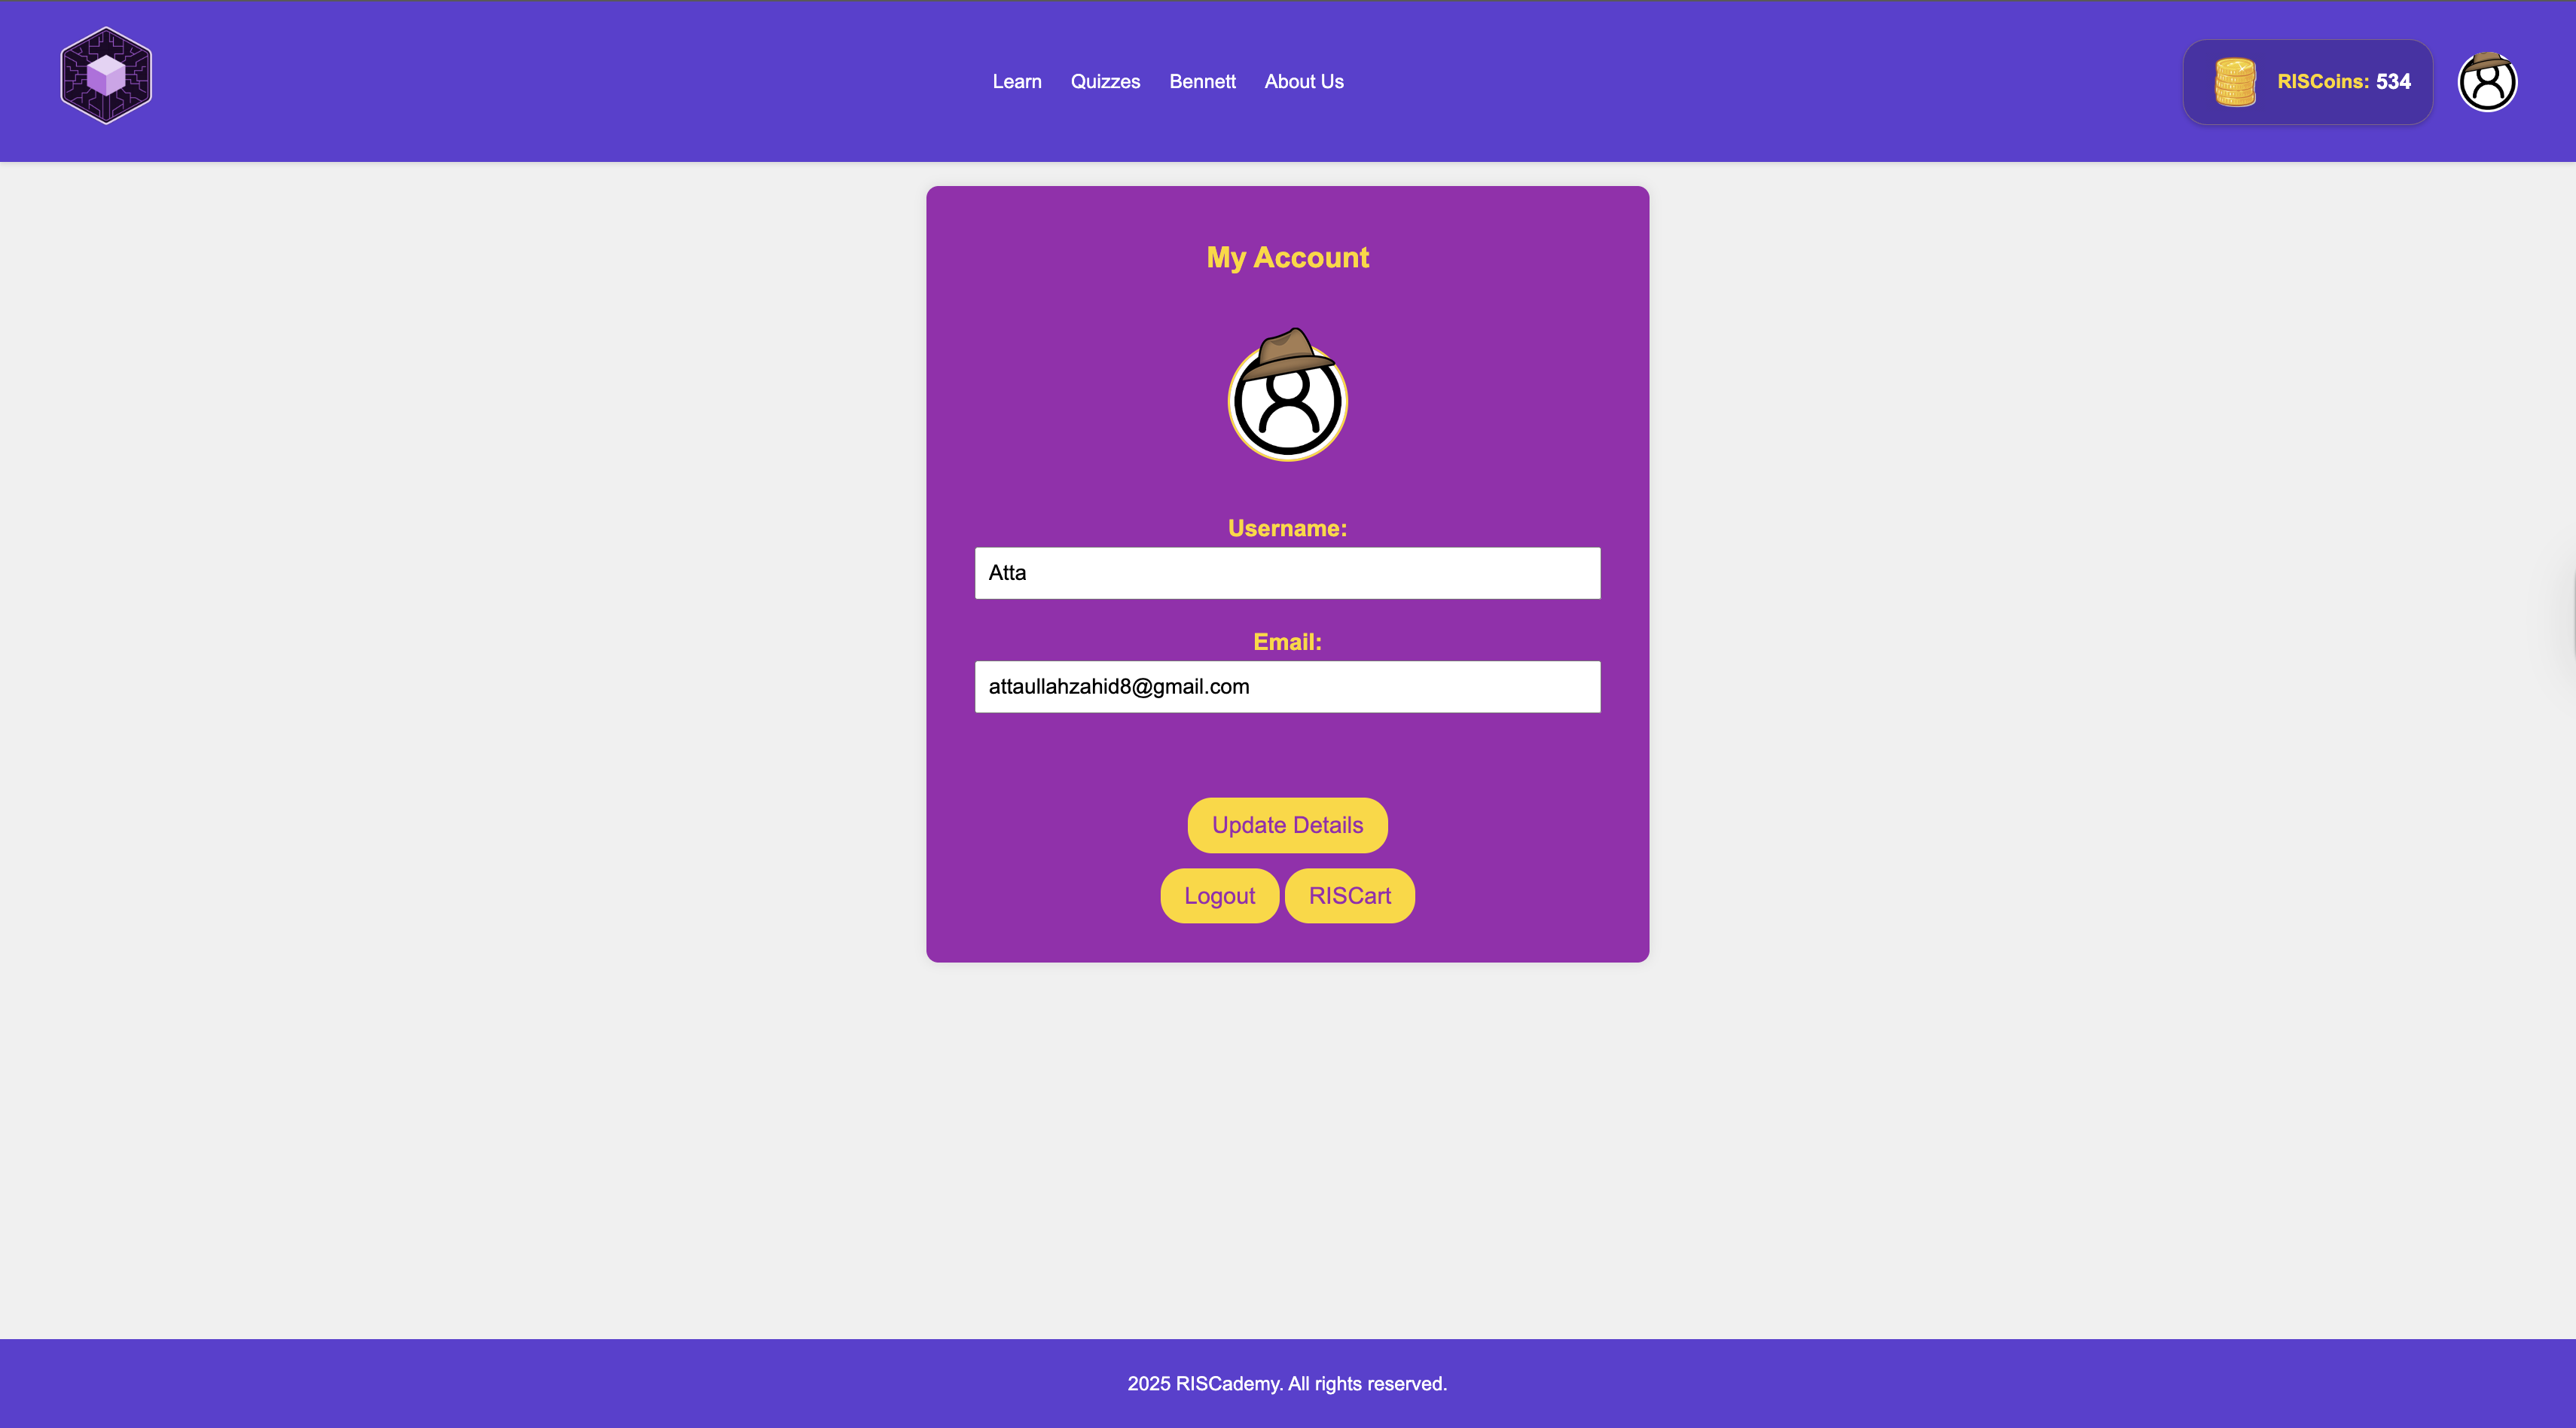 Learn Quizzes Bennett About Us
RISCoins: 534
My Account
Username:
Atta
Email:
attaullahzahid8@gmail.com
Update Details
Logout RISCart
2025 RISCademy. All rights reserved.